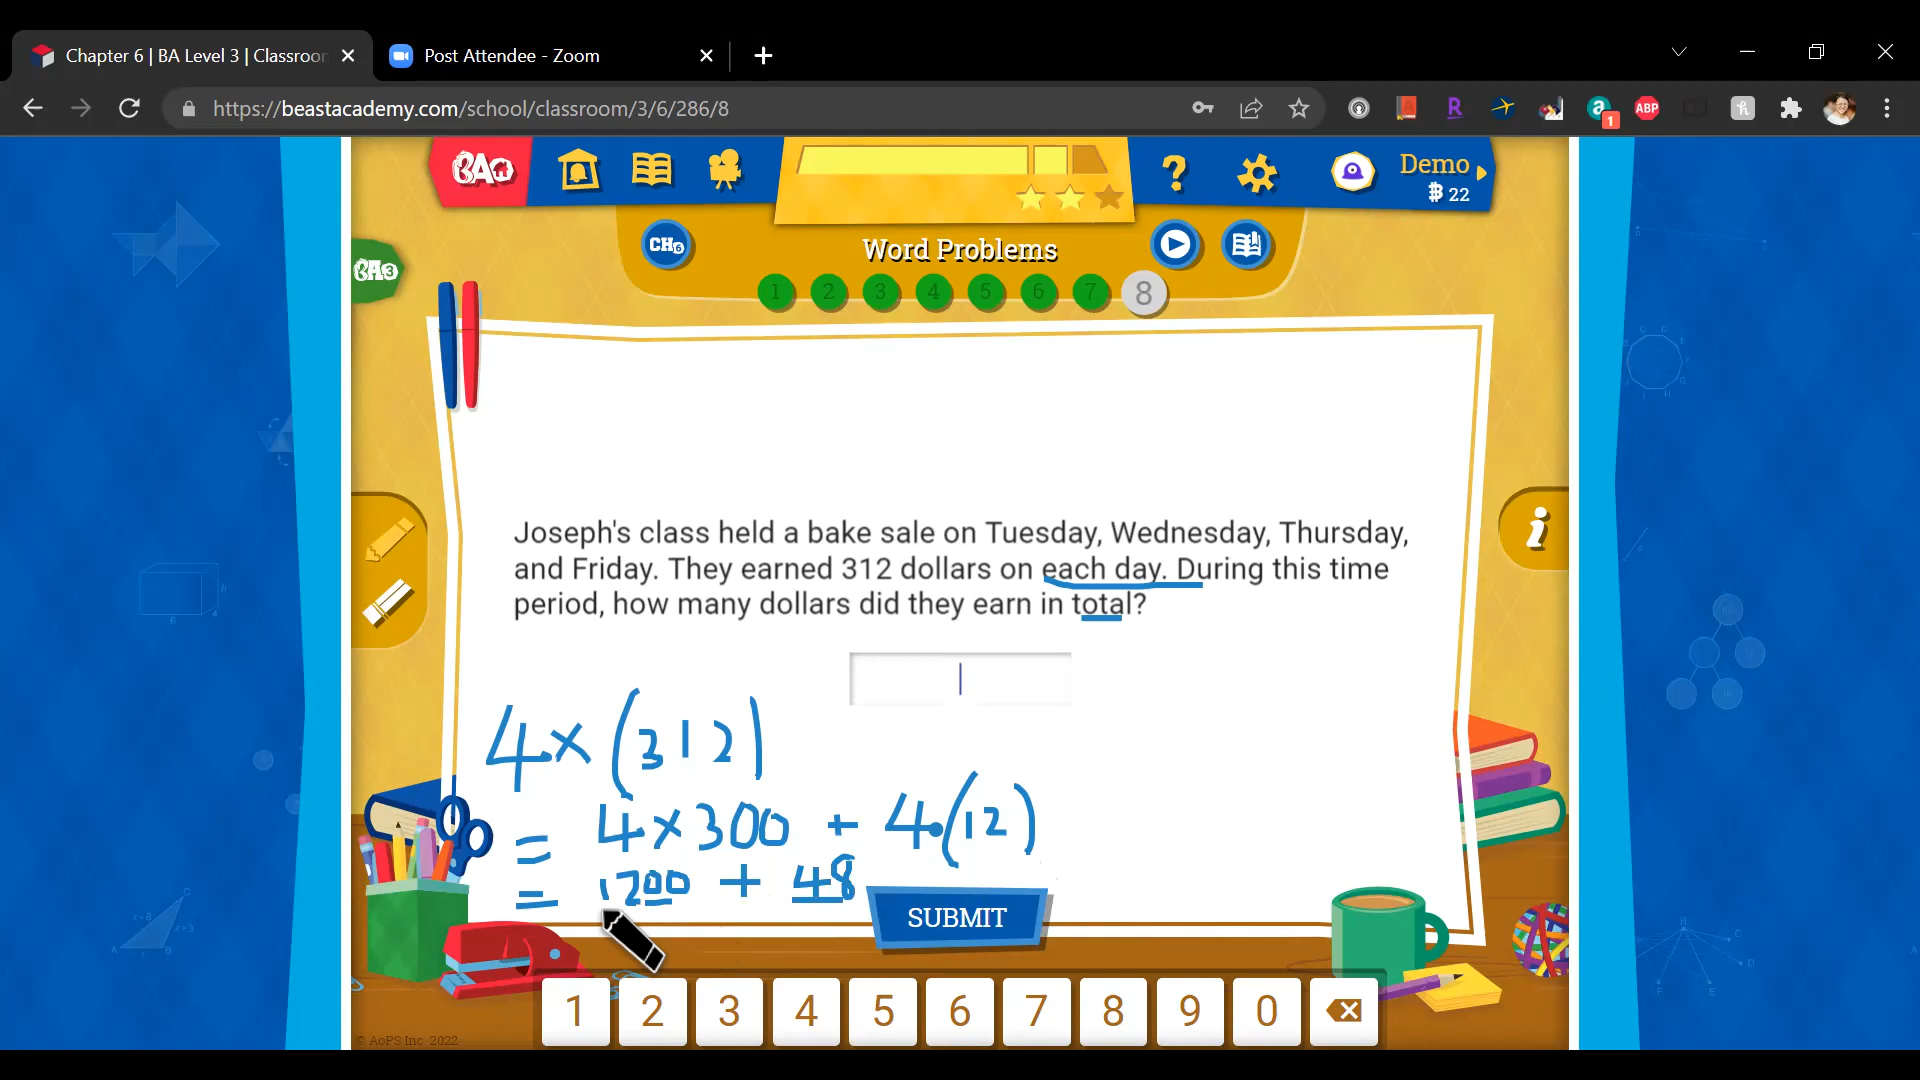 Chapter 6 | BA Level 3 | Classroom
Post Attendee - Zoom
https://beastacademy.com/school/classroom/3/6/286/8
1
ABP
BA
?
Demo
22
CH6
Word Problems
BA3
1 2 3 4 5 6 7 8
Joseph's class held a bake sale on Tuesday, Wednesday, Thursday,
and Friday. They earned 312 dollars on each day. During this time
period, how many dollars did they earn in total?
4 × (312)
= 4 × 300 + 4·(12)
= 1200 + 48
SUBMIT
1 2 3 4 5 6 7 8 9 0
© AoPS Inc. 2022